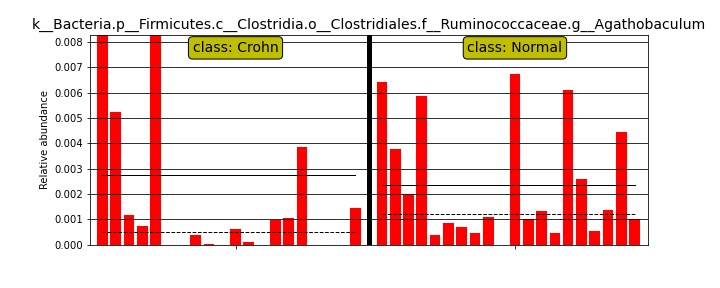 k__Bacteria.p__Firmicutes.c__Clostridia.o__Clostridiales.f__Ruminococcaceae.g__Agathobaculum
class: Crohn
class: Normal
Relative abundance
0.008
0.007
0.006
0.005
0.004
0.003
0.002
0.001
0.000